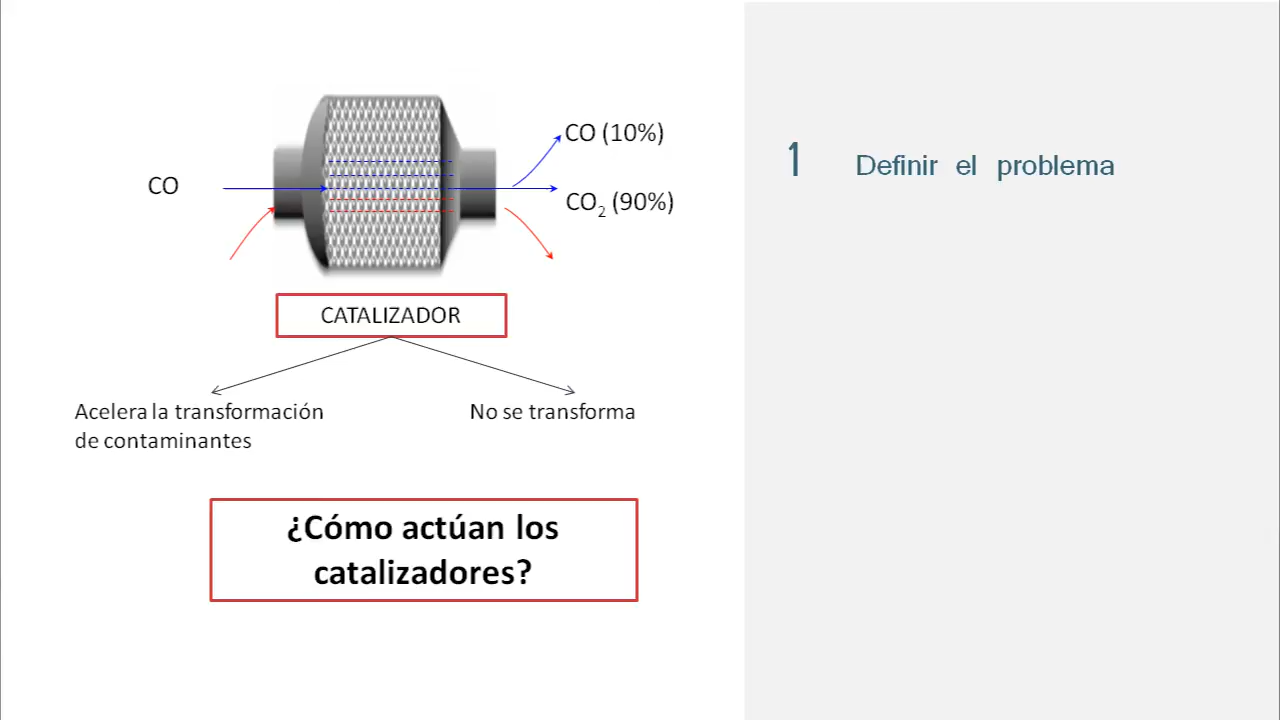 CO
CO (10%)
CO₂ (90%)
CATALIZADOR
Acelera la transformación
de contaminantes
No se transforma
¿Cómo actúan los
catalizadores?
1 Definir el problema